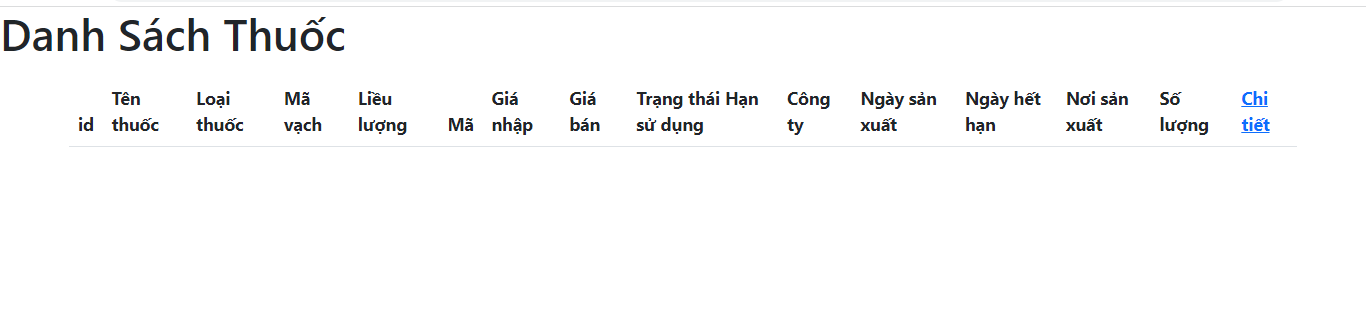 Danh Sách Thuốc
id Tên thuốc Loại thuốc Mã vạch Liều lượng Mã Giá nhập Giá bán Trạng thái Hạn sử dụng Công ty Ngày sản xuất Ngày hết hạn Nơi sản xuất Số lượng Chi tiết